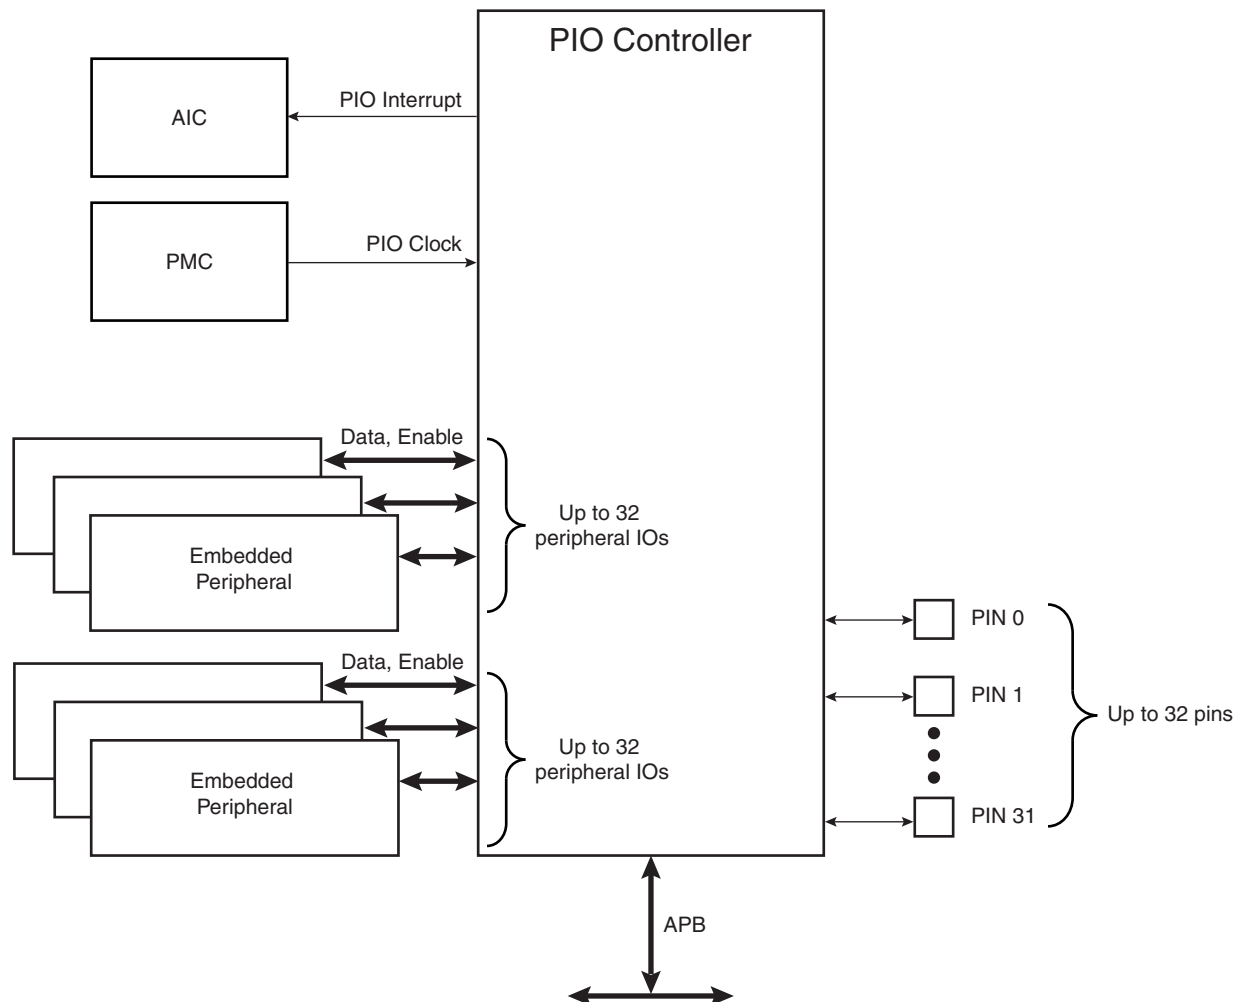 PIO Controller
PIO Interrupt
AIC
PIO Clock
PMC
Data, Enable
Up to 32
peripheral IOs
Embedded
Peripheral
Data, Enable
Up to 32
peripheral IOs
Embedded
Peripheral
PIN 0
PIN 1
Up to 32 pins
PIN 31
APB